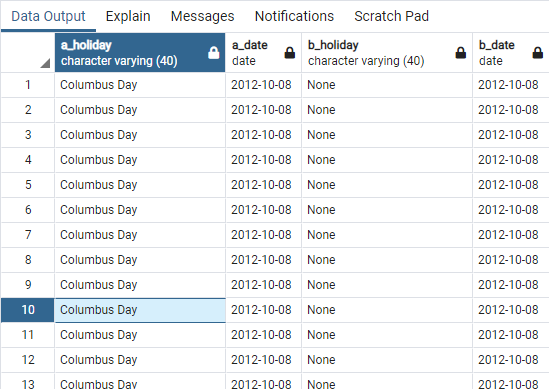 Data Output Explain Messages Notifications Scratch Pad
a_holiday a_date b_holiday b_date
character varying (40) date character varying (40) date
1 Columbus Day 2012-10-08 None 2012-10-08
2 Columbus Day 2012-10-08 None 2012-10-08
3 Columbus Day 2012-10-08 None 2012-10-08
4 Columbus Day 2012-10-08 None 2012-10-08
5 Columbus Day 2012-10-08 None 2012-10-08
6 Columbus Day 2012-10-08 None 2012-10-08
7 Columbus Day 2012-10-08 None 2012-10-08
8 Columbus Day 2012-10-08 None 2012-10-08
9 Columbus Day 2012-10-08 None 2012-10-08
10 Columbus Day 2012-10-08 None 2012-10-08
11 Columbus Day 2012-10-08 None 2012-10-08
12 Columbus Day 2012-10-08 None 2012-10-08
13 Columbus Day 2012-10-08 None 2012-10-08